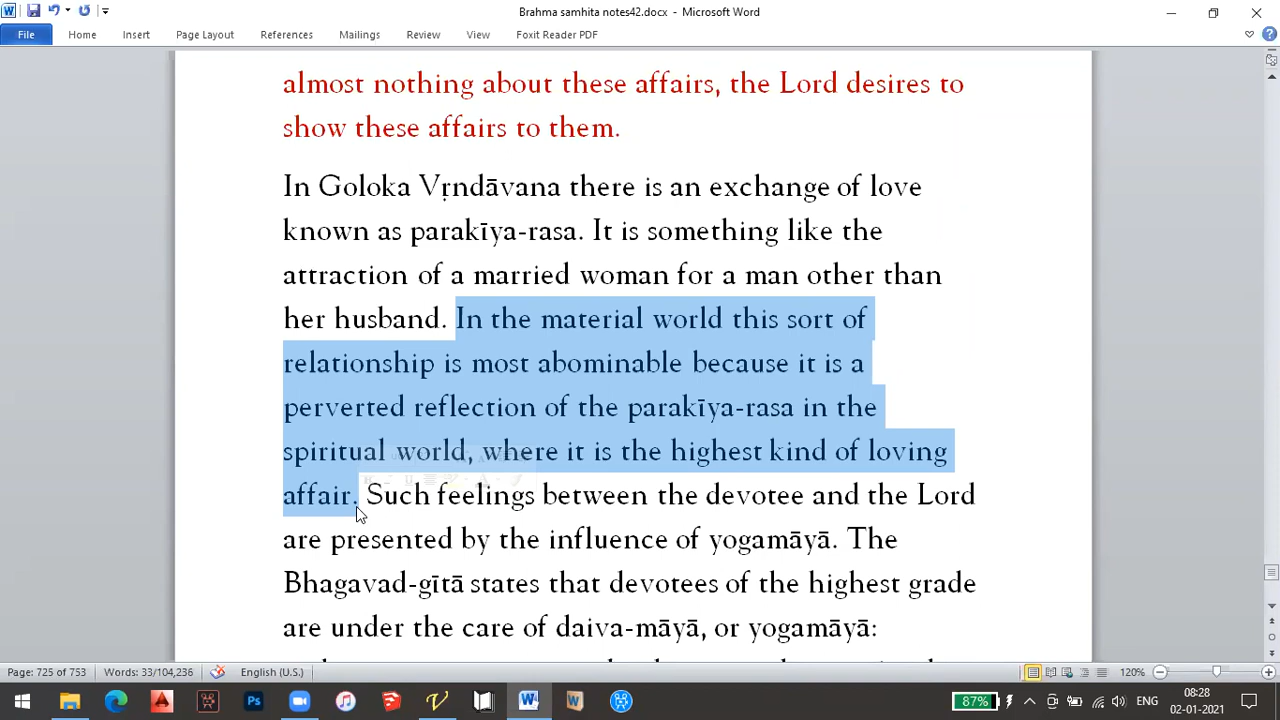 Brahma samhita notes42.docx - Microsoft Word
File Home Insert Page Layout References Mailings Review View Foxit Reader PDF
almost nothing about these affairs, the Lord desires to
show these affairs to them.
In Goloka Vṛndāvana there is an exchange of love
known as parakīya-rasa. It is something like the
attraction of a married woman for a man other than
her husband. In the material world this sort of
relationship is most abominable because it is a
perverted reflection of the parakīya-rasa in the
spiritual world, where it is the highest kind of loving
affair. Such feelings between the devotee and the Lord
are presented by the influence of yogamāyā. The
Bhagavad-gītā states that devotees of the highest grade
are under the care of daiva-māyā, or yogamāyā:
Page: 725 of 753 Words: 33/104,236 English (U.S.) 120%
87% ENG 08:28
02-01-2021